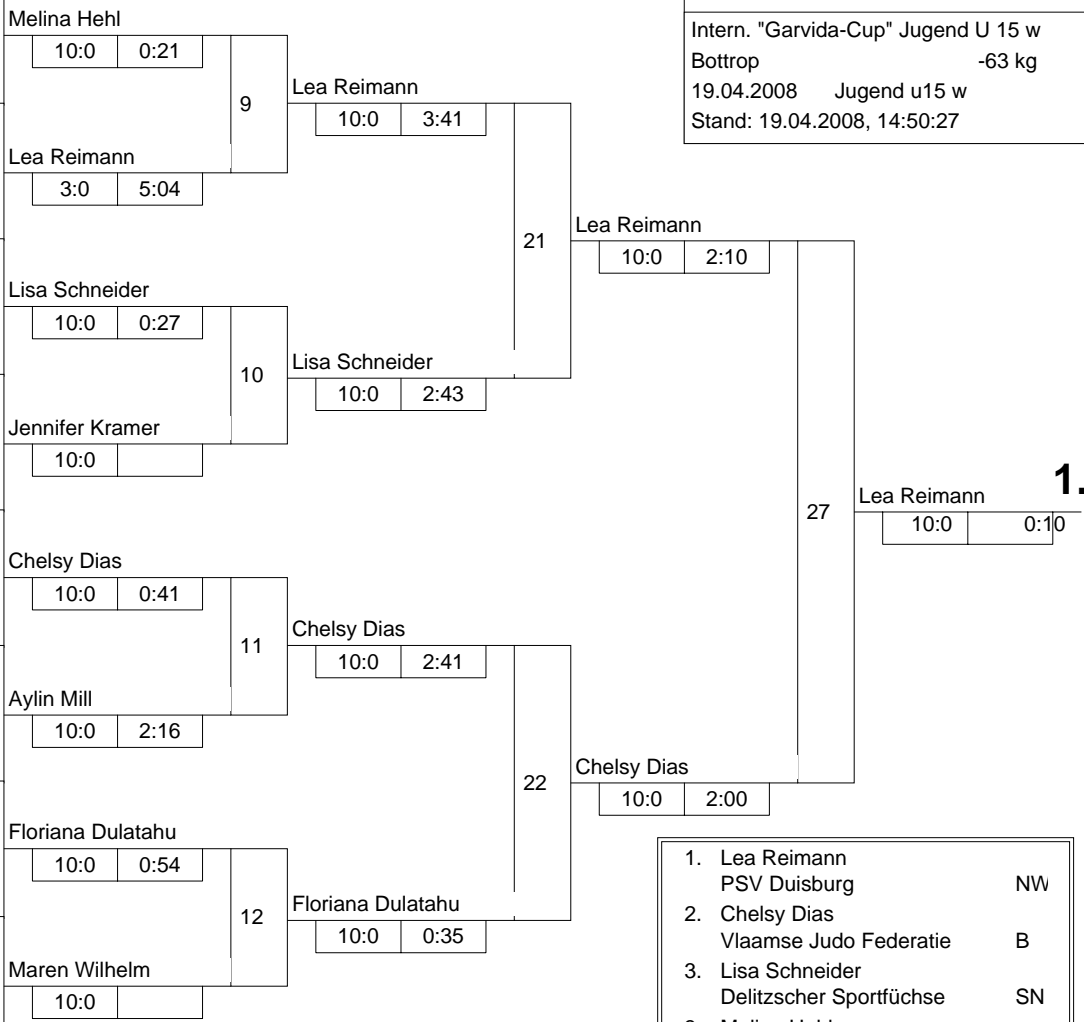 Melina Hehl
10:0 0:21
Intern. "Garvida-Cup" Jugend U 15 w
Bottrop -63 kg
19.04.2008 Jugend u15 w
Stand: 19.04.2008, 14:50:27
9
Lea Reimann
10:0 3:41
Lea Reimann
3:0 5:04
21
Lea Reimann
10:0 2:10
Lisa Schneider
10:0 0:27
10
Lisa Schneider
10:0 2:43
Jennifer Kramer
10:0
27
Lea Reimann 1.
10:0 0:10
Chelsy Dias
10:0 0:41
11
Chelsy Dias
10:0 2:41
Aylin Mill
10:0 2:16
22
Chelsy Dias
10:0 2:00
Floriana Dulatahu
10:0 0:54
12
Floriana Dulatahu
10:0 0:35
Maren Wilhelm
10:0
1. Lea Reimann
PSV Duisburg NW
2. Chelsy Dias
Vlaamse Judo Federatie B
3. Lisa Schneider
Delitzscher Sportfüchse SN